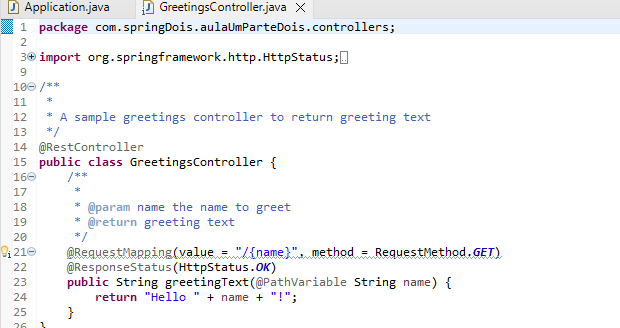 Application.java GreetingsController.java
1 package com.springDois.aulaUmParteDois.controllers;
2
3 import org.springframework.http.HttpStatus;
9
10 /**
11 *
12 * A sample greetings controller to return greeting text
13 */
14 @RestController
15 public class GreetingsController {
16 /**
17 *
18 * @param name the name to greet
19 * @return greeting text
20 */
21 @RequestMapping(value = "/{name}", method = RequestMethod.GET)
22 @ResponseStatus(HttpStatus.OK)
23 public String greetingText(@PathVariable String name) {
24 return "Hello " + name + "!";
25 }
26 }